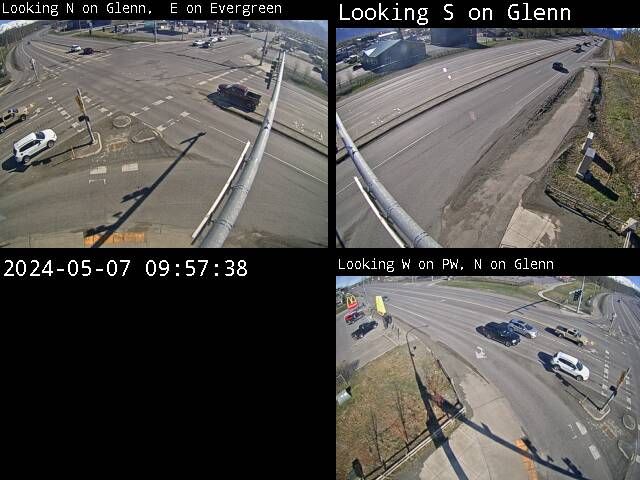 Looking N on Glenn,  E on Evergreen
Looking S on Glenn
2024-05-07 09:57:38
Looking W on PW, N on Glenn